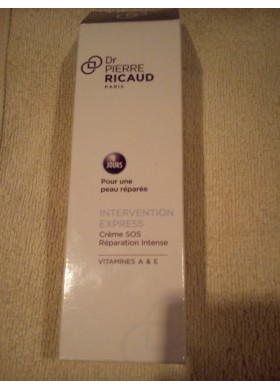 Dr
PIERRE
RICAUD
PARIS
JOURS
Pour une
peau réparée
INTERVENTION
EXPRESS
Crème SOS
Réparation Intense
VITAMINES A & E